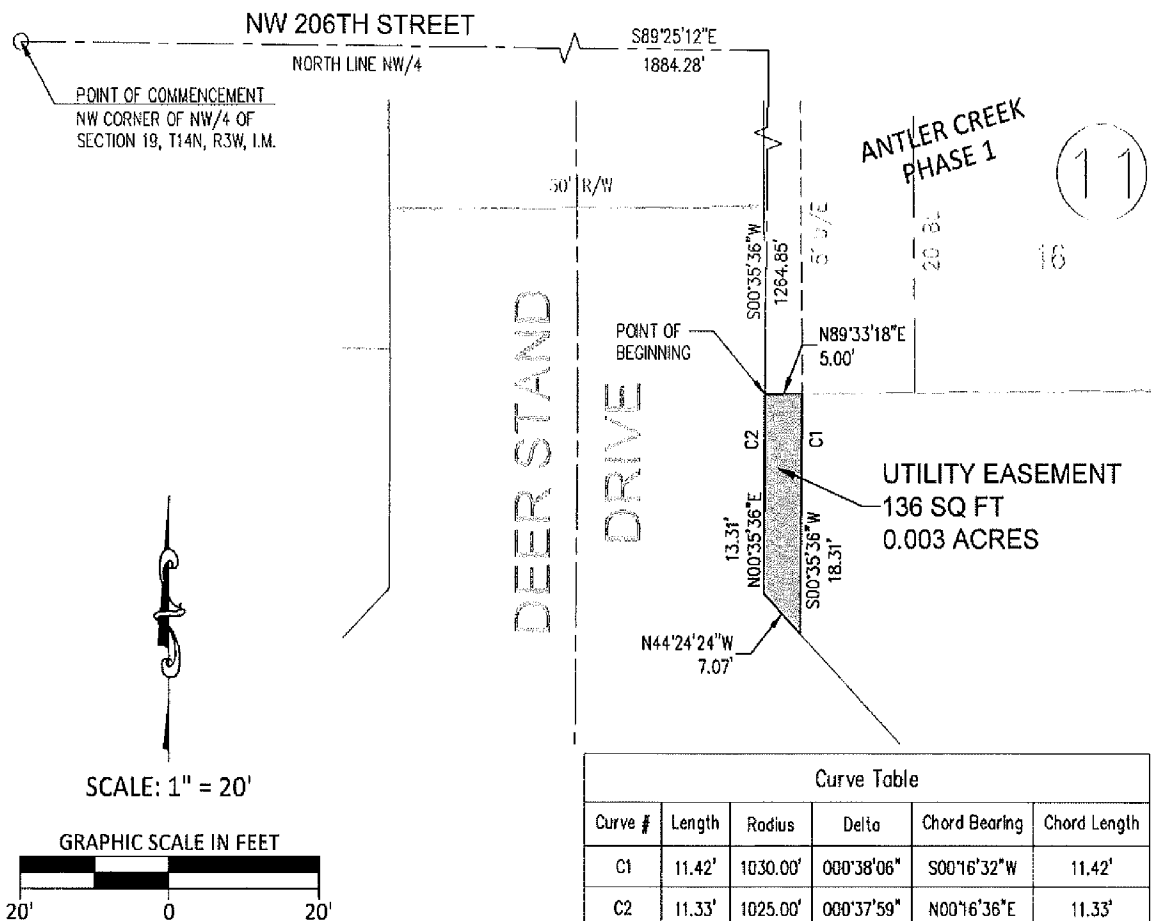 NW 206TH STREET
NORTH LINE NW/4
S89°25'12"E
1884.28'
POINT OF COMMENCEMENT
NW CORNER OF NW/4 OF
SECTION 19, T14N, R3W, I.M.
ANTLER CREEK
PHASE 1
11
50' R/W
S00°35'36"W
1264.85'
5' U/E
20' BL
16
POINT OF
BEGINNING
N89°33'18"E
5.00'
DEER STAND
DRIVE
C2
C1
UTILITY EASEMENT
136 SQ FT
0.003 ACRES
13.31'
N00°35'36"E
S00°35'36"W
18.31'
N44°24'24"W
7.07'
SCALE: 1" = 20'
GRAPHIC SCALE IN FEET
20' 0 20'
Curve Table
Curve # Length Radius Delta Chord Bearing Chord Length
C1 11.42' 1030.00' 000°38'06" S00°16'32"W 11.42'
C2 11.33' 1025.00' 000°37'59" N00°16'36"E 11.33'